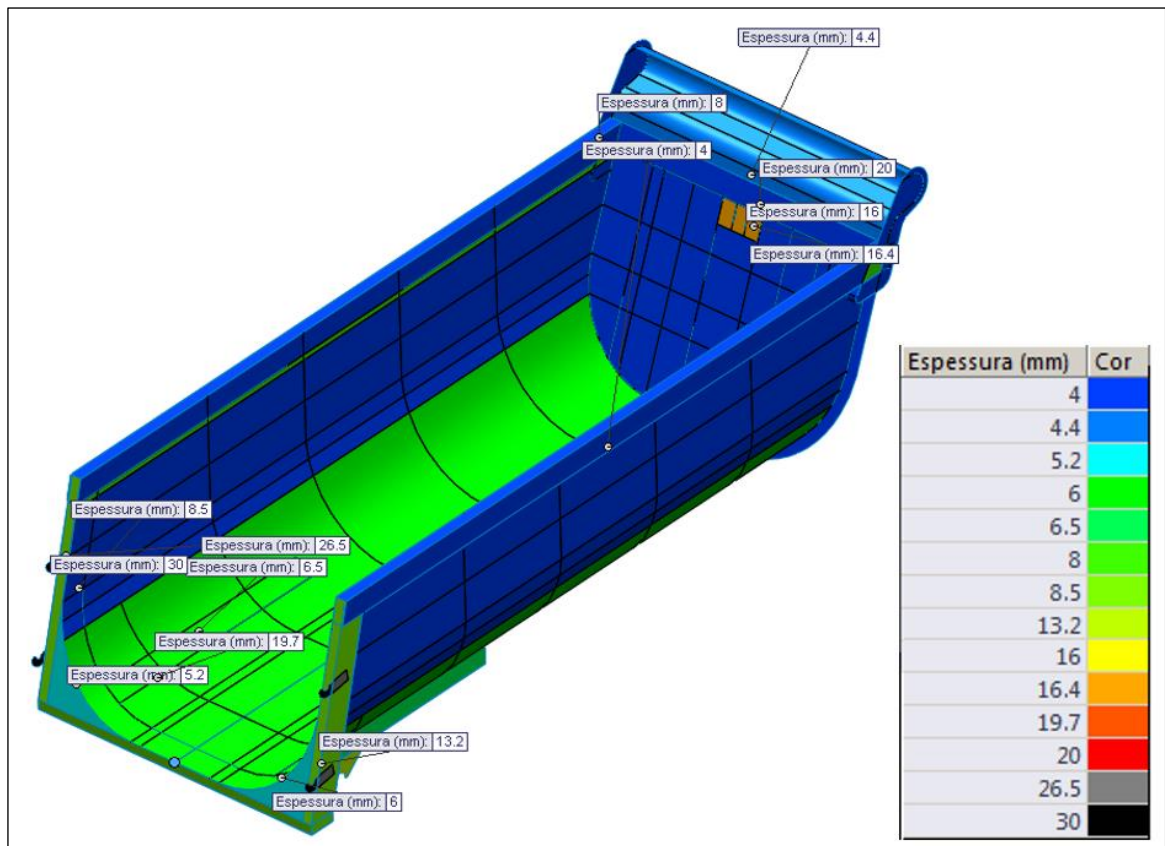 Espessura (mm): 4.4
Espessura (mm): 8
Espessura (mm): 4
Espessura (mm): 20
Espessura (mm): 16
Espessura (mm): 16.4
Espessura (mm): 8.5
Espessura (mm): 26.5
Espessura (mm): 30
Espessura (mm): 6.5
Espessura (mm): 19.7
Espessura (mm): 5.2
Espessura (mm): 13.2
Espessura (mm): 6
Espessura (mm) Cor
4
4.4
5.2
6
6.5
8
8.5
13.2
16
16.4
19.7
20
26.5
30